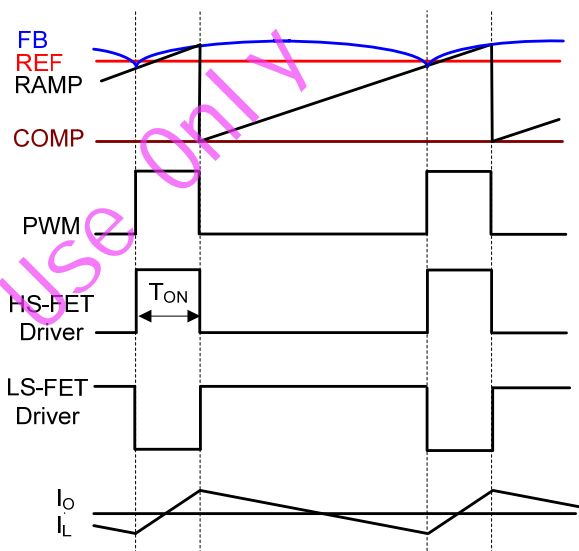 FB
REF
RAMP
COMP
PWM
HS-FET
Driver
TON
LS-FET
Driver
IO
IL
Use Only